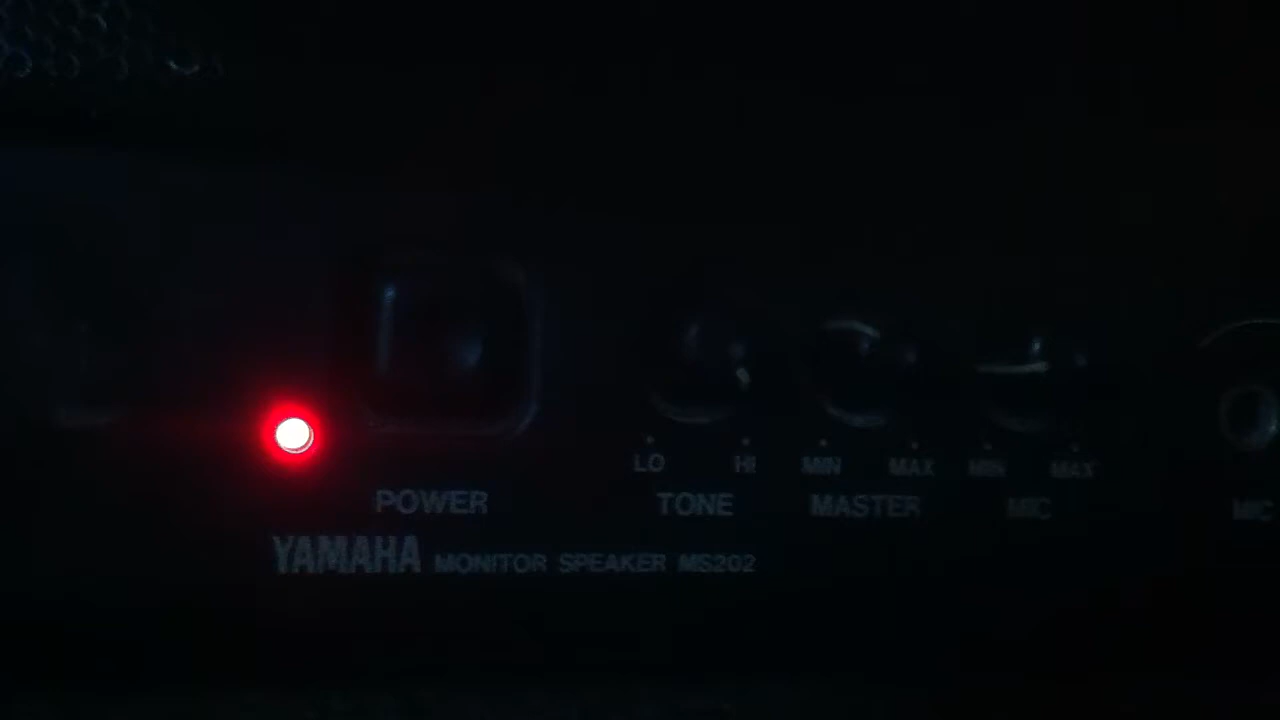 LO HI MIN MAX MIN MAX
POWER TONE MASTER MIC MIC
YAMAHA MONITOR SPEAKER MS202